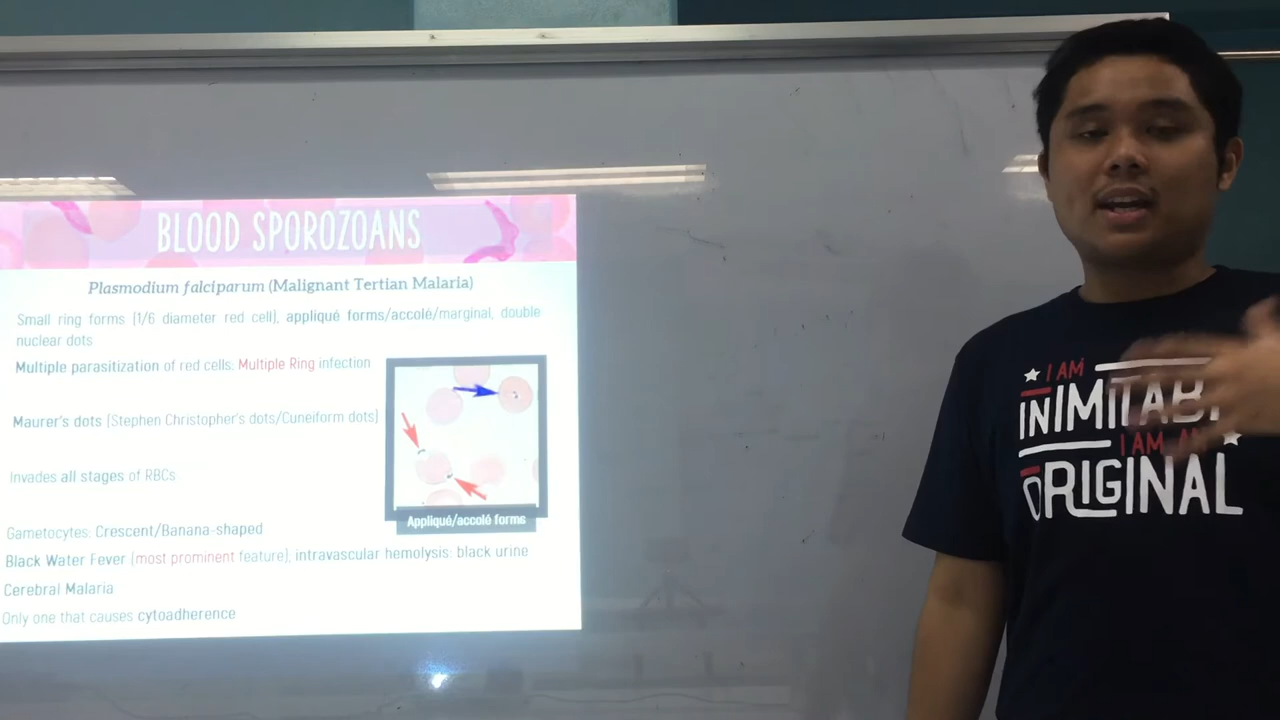 BLOOD SPOROZOANS
Plasmodium falciparum (Malignant Tertian Malaria)
Small ring forms (1/6 diameter red cell), appliqué forms/accolé/marginal, double
nuclear dots
Multiple parasitization of red cells: Multiple Ring infection
Maurer's dots (Stephen Christopher's dots/Cuneiform dots)
Invades all stages of RBCs
Gametocytes: Crescent/Banana-shaped
Black Water Fever (most prominent feature); intravascular hemolysis: black urine
Cerebral Malaria
Only one that causes cytoadherence
Appliqué/accolé forms
I AM
I AM AN
ORIGINAL